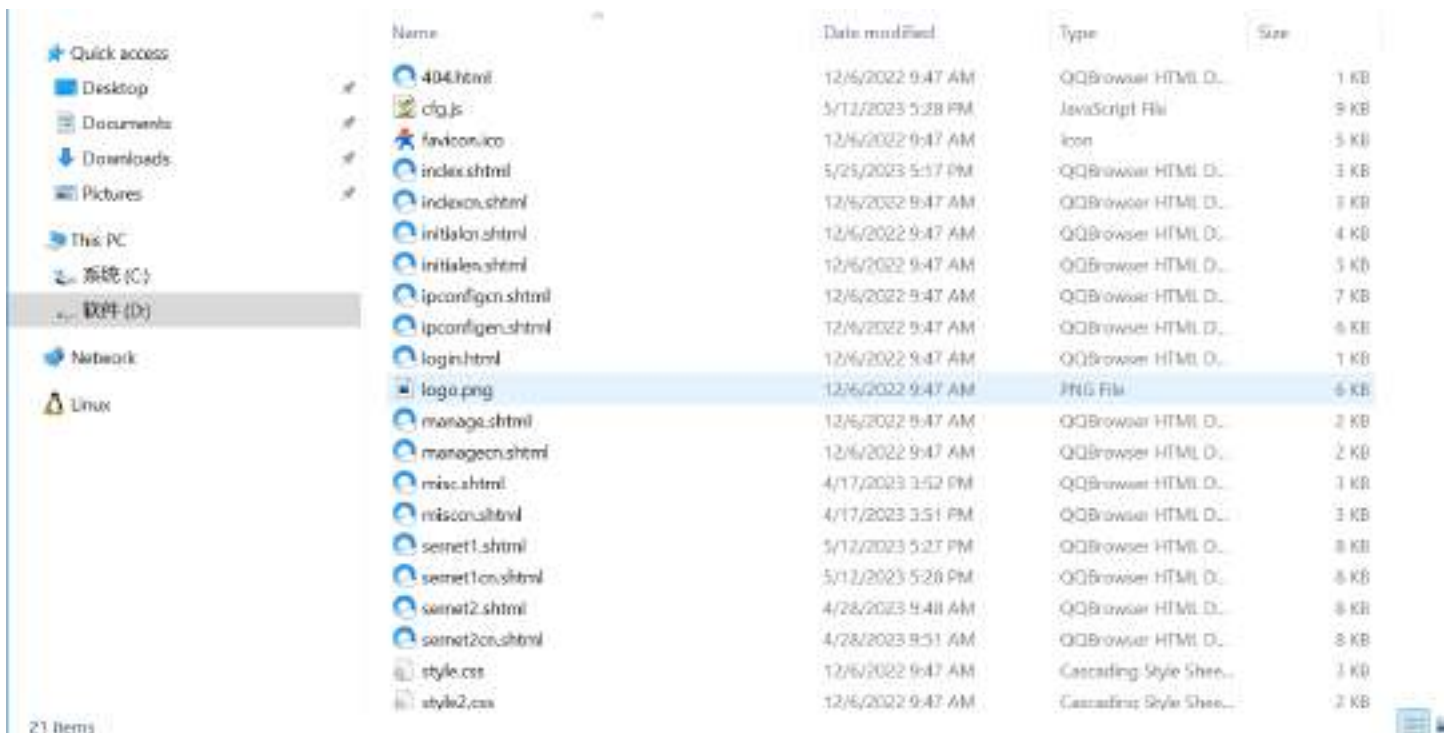 Name Date modified Type Size
Quick access
Desktop
Documents
Downloads
Pictures
This PC
系统 (C:)
软件 (D:)
Network
Linux
404.html 12/6/2022 9:47 AM QQBrowser HTML D... 1 KB
cfg.js 5/12/2023 5:28 PM JavaScript File 9 KB
favicon.ico 12/6/2022 9:47 AM Icon 5 KB
index.shtml 5/25/2023 5:17 PM QQBrowser HTML D... 3 KB
indexcn.shtml 12/6/2022 9:47 AM QQBrowser HTML D... 3 KB
initialcn.shtml 12/6/2022 9:47 AM QQBrowser HTML D... 4 KB
initialen.shtml 12/6/2022 9:47 AM QQBrowser HTML D... 3 KB
ipconfigcn.shtml 12/6/2022 9:47 AM QQBrowser HTML D... 7 KB
ipconfigen.shtml 12/6/2022 9:47 AM QQBrowser HTML D... 6 KB
login.html 12/6/2022 9:47 AM QQBrowser HTML D... 1 KB
logo.png 12/6/2022 9:47 AM PNG File 6 KB
manage.shtml 12/6/2022 9:47 AM QQBrowser HTML D... 2 KB
managecn.shtml 12/6/2022 9:47 AM QQBrowser HTML D... 2 KB
misc.shtml 4/17/2023 3:52 PM QQBrowser HTML D... 3 KB
misccn.shtml 4/17/2023 3:51 PM QQBrowser HTML D... 3 KB
sernet1.shtml 5/12/2023 5:27 PM QQBrowser HTML D... 8 KB
sernet1cn.shtml 5/12/2023 5:28 PM QQBrowser HTML D... 8 KB
sernet2.shtml 4/28/2023 9:48 AM QQBrowser HTML D... 8 KB
sernet2cn.shtml 4/28/2023 9:51 AM QQBrowser HTML D... 8 KB
style.css 12/6/2022 9:47 AM Cascading Style Shee... 3 KB
style2.css 12/6/2022 9:47 AM Cascading Style Shee... 2 KB
21 items